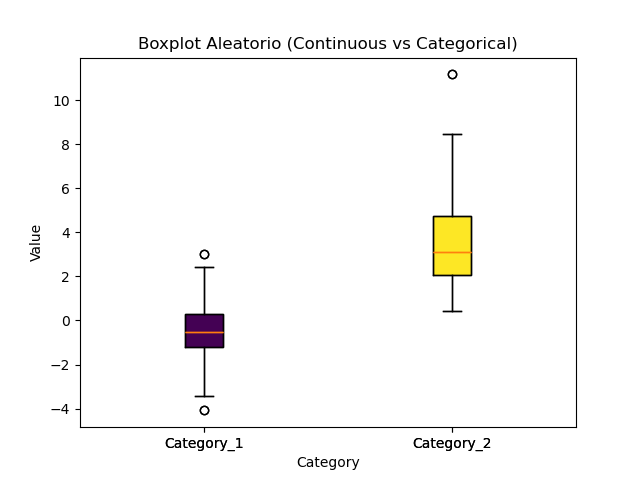 Boxplot Aleatorio (Continuous vs Categorical)
Value
10
8
6
4
2
0
−2
−4
Category_1
Category_2
Category